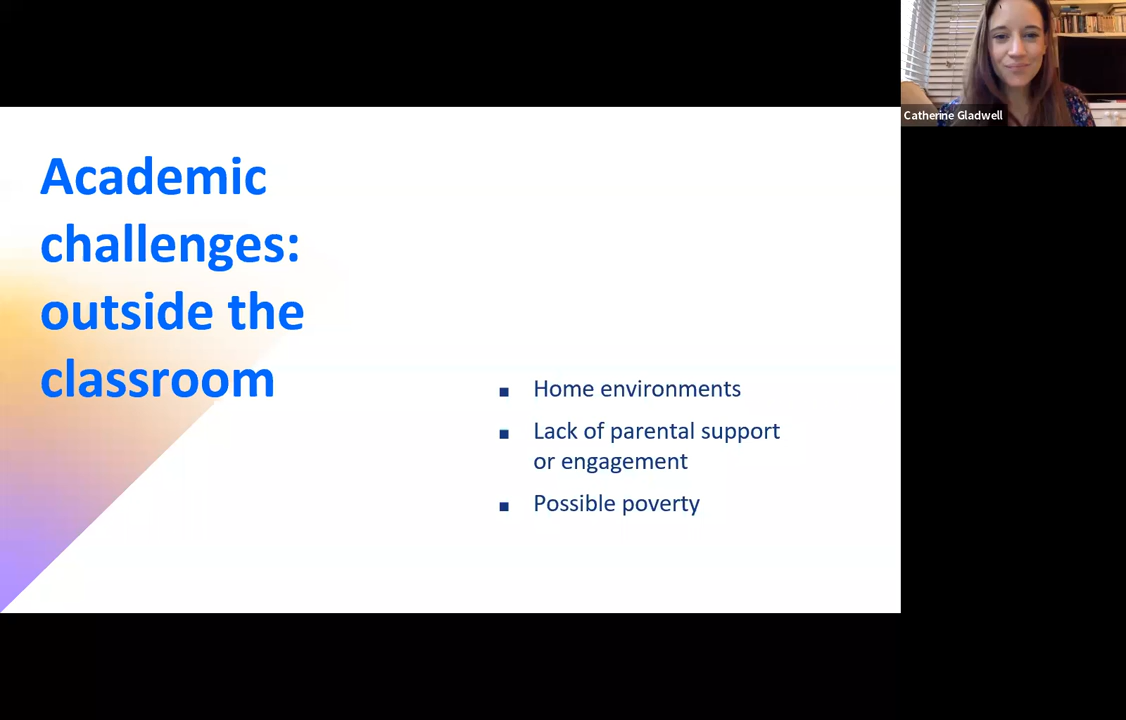 Academic
challenges:
outside the
classroom
Home environments
Lack of parental support
or engagement
Possible poverty
Catherine Gladwell